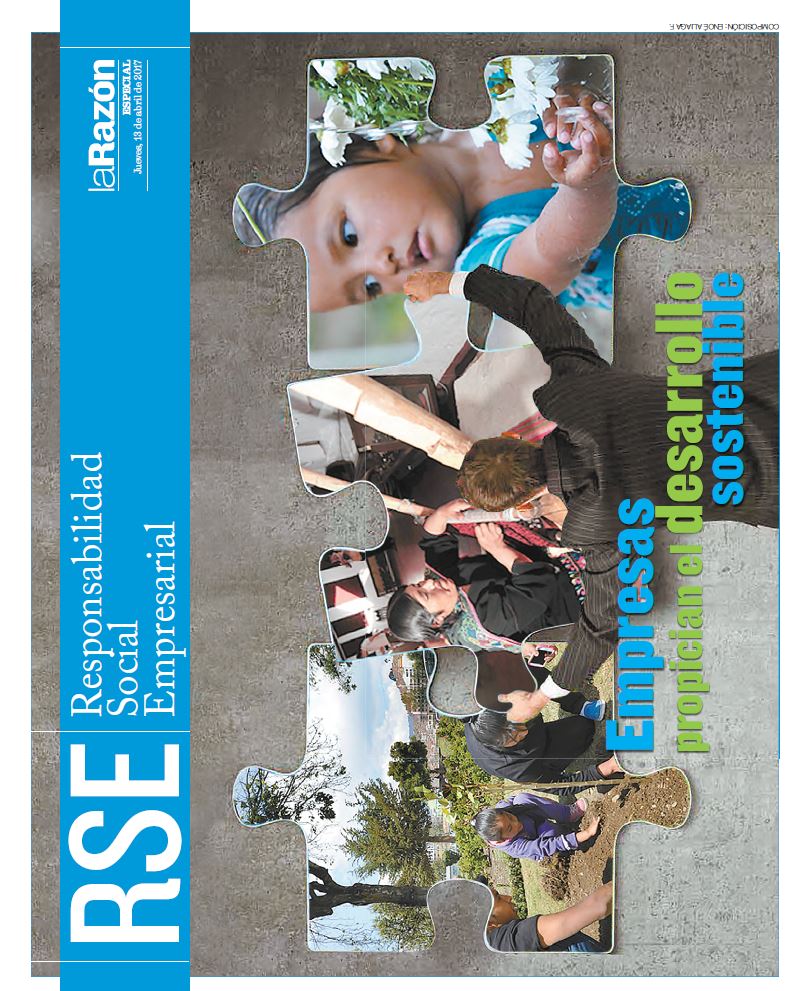 RSE
Responsabilidad
Social
Empresarial
laRazón
ESPECIAL
Jueves, 13 de abril de 2017
Empresas
propician el desarrollo
sostenible
COMPOSICIÓN: ENOÉ ALIAGA F.